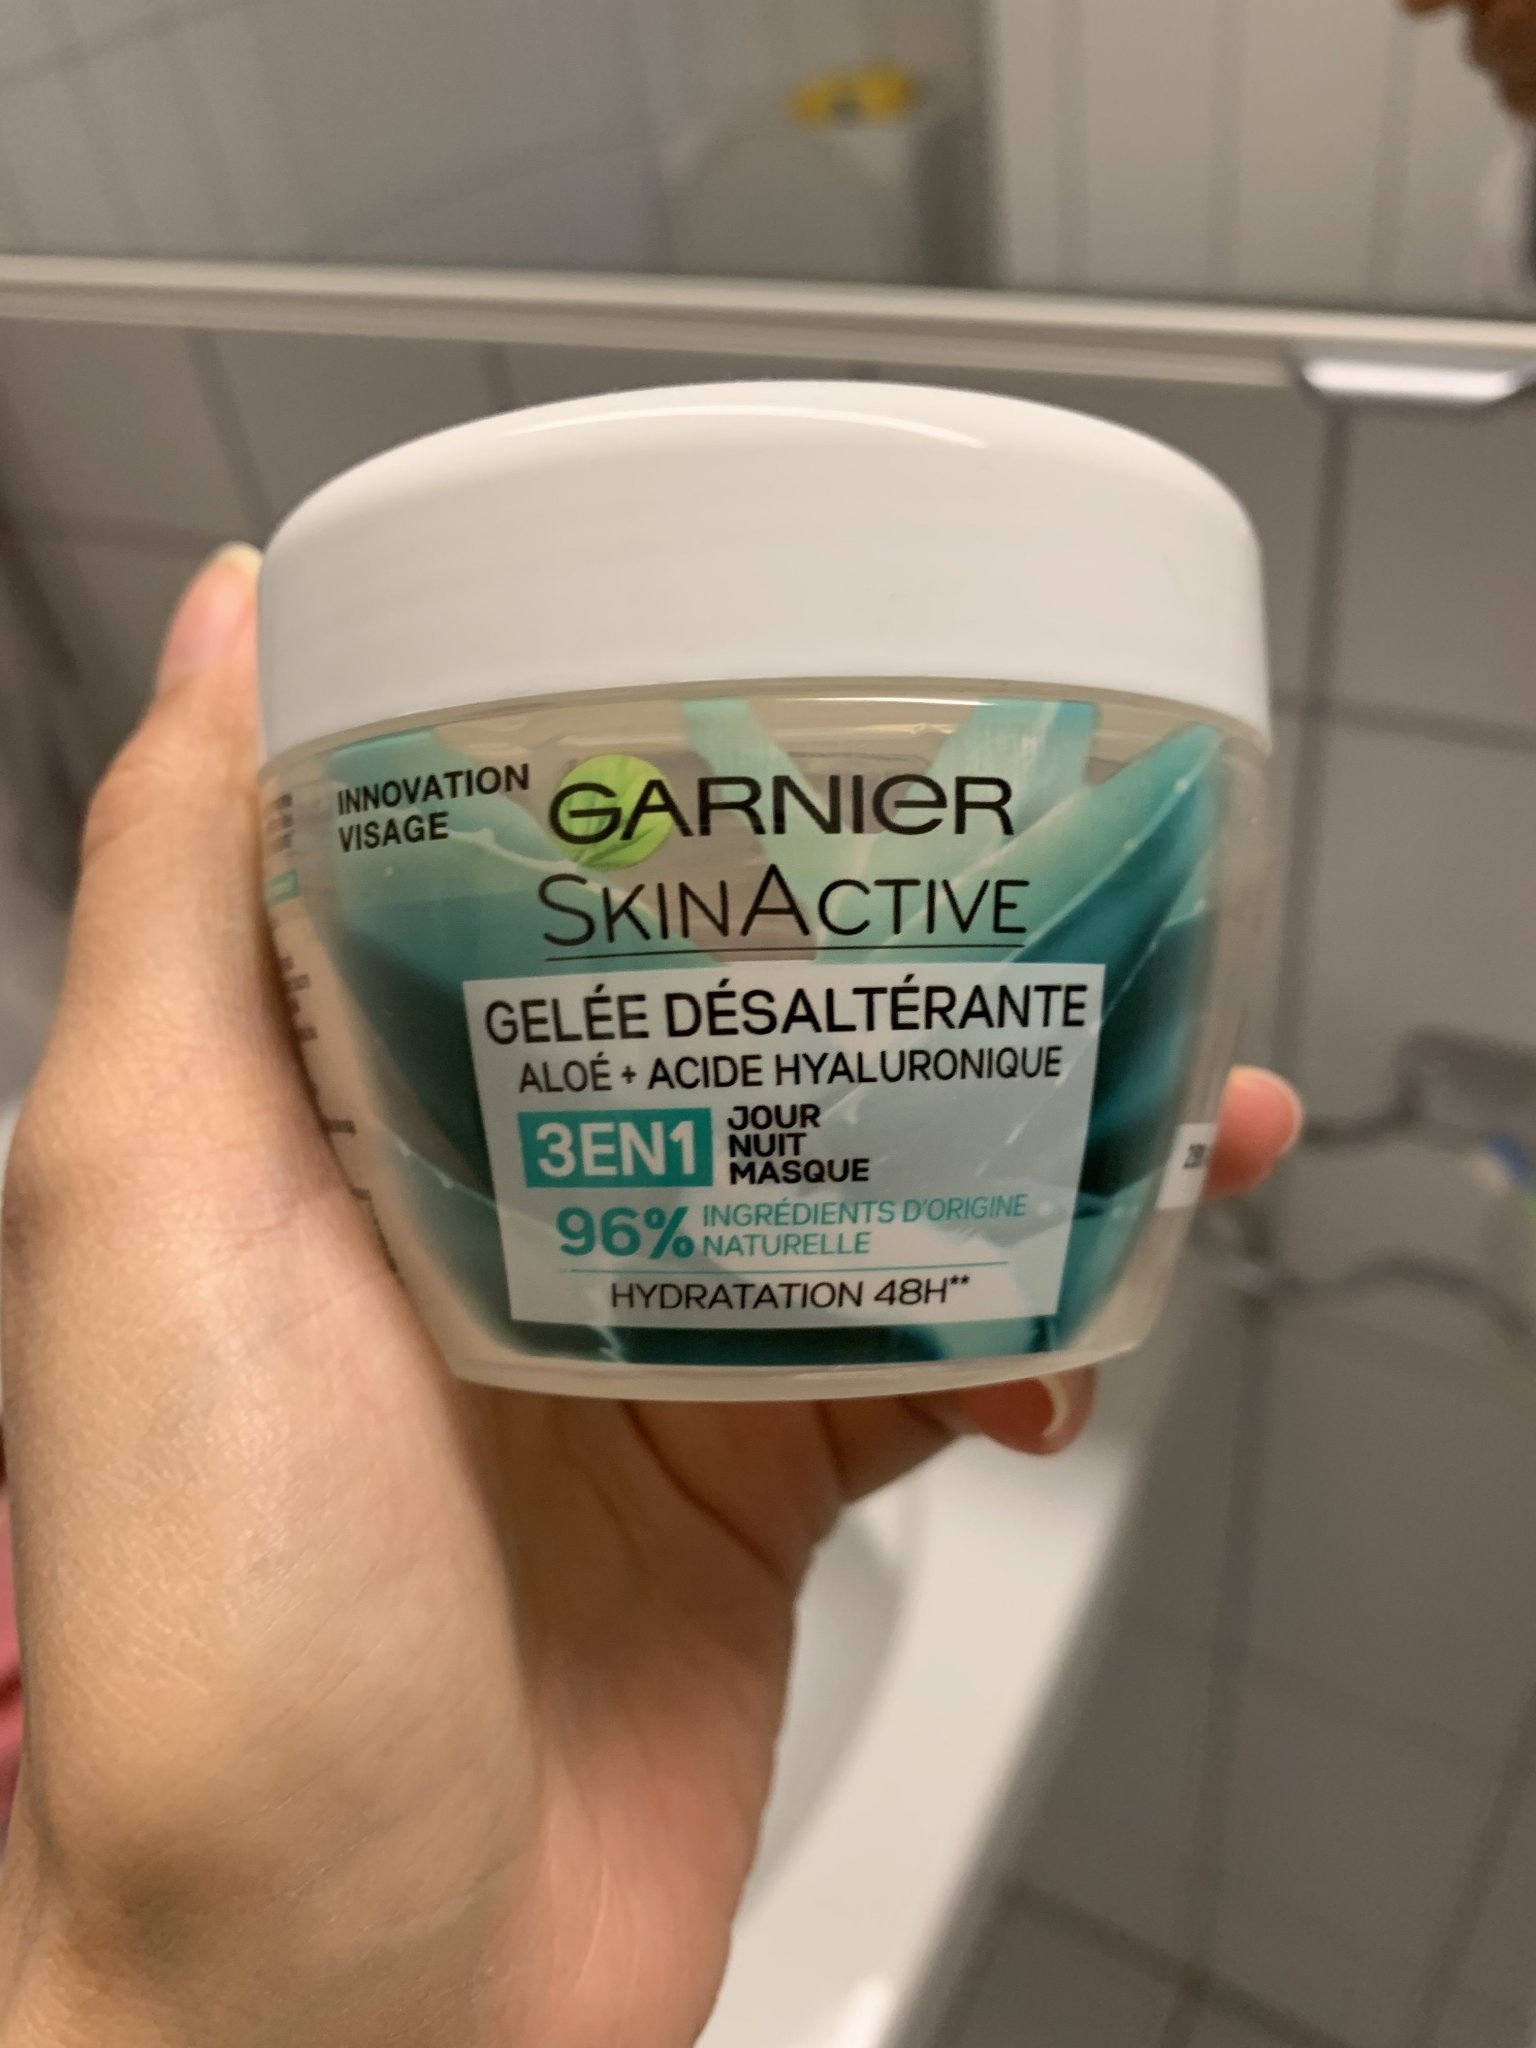 INNOVATION
VISAGE
GARNIER
SKINACTIVE
GELÉE DÉSALTÉRANTE
ALOÉ + ACIDE HYALURONIQUE
3EN1
JOUR
NUIT
MASQUE
96% INGRÉDIENTS D'ORIGINE
NATURELLE
HYDRATATION 48H**